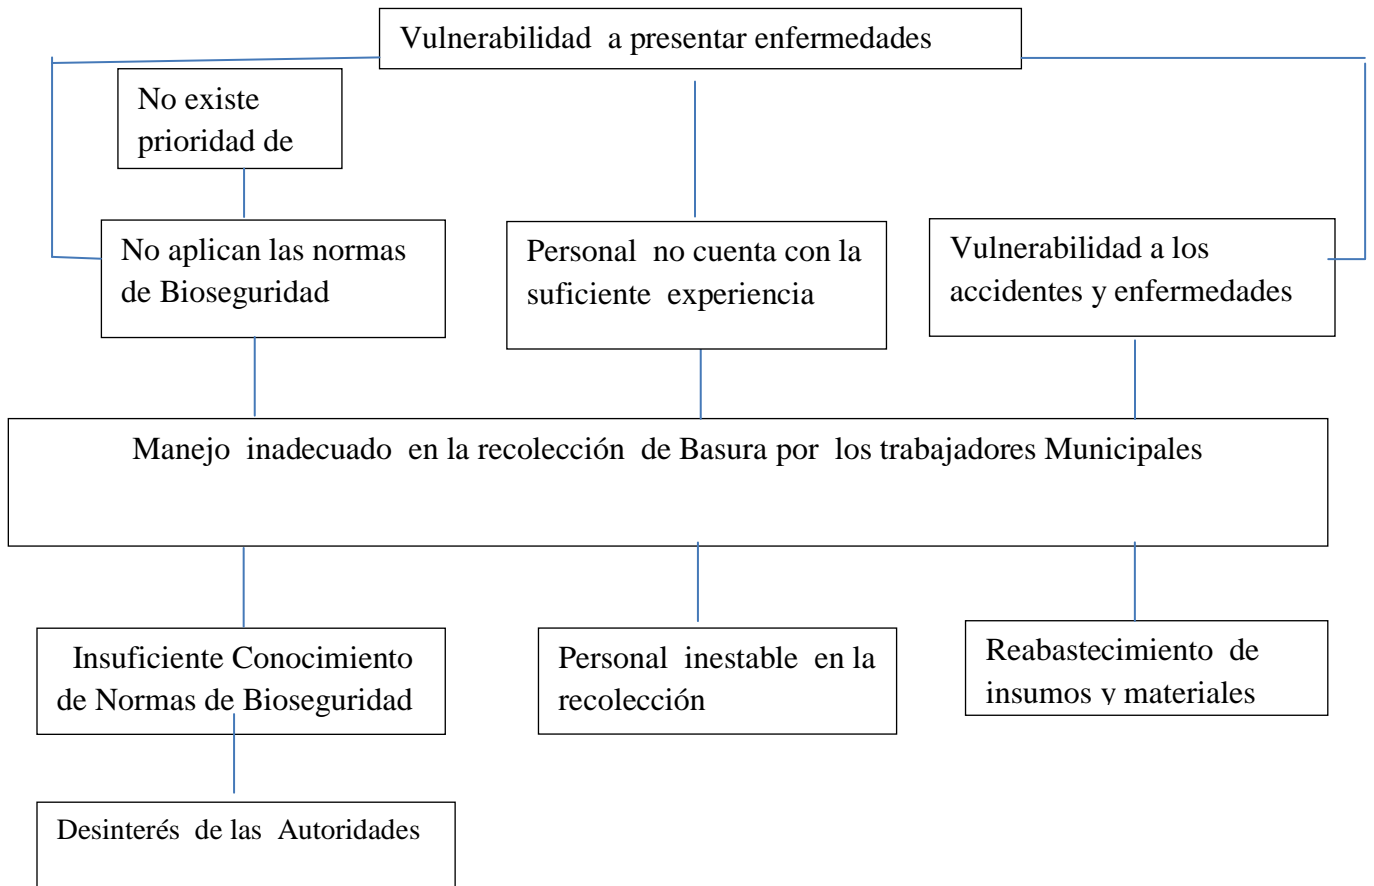 Vulnerabilidad a presentar enfermedades
No existe
prioridad de
No aplican las normas
de Bioseguridad
Personal no cuenta con la
suficiente experiencia
Vulnerabilidad a los
accidentes y enfermedades
Manejo inadecuado en la recolección de Basura por los trabajadores Municipales
Insuficiente Conocimiento
de Normas de Bioseguridad
Personal inestable en la
recolección
Reabastecimiento de
insumos y materiales
Desinterés de las Autoridades